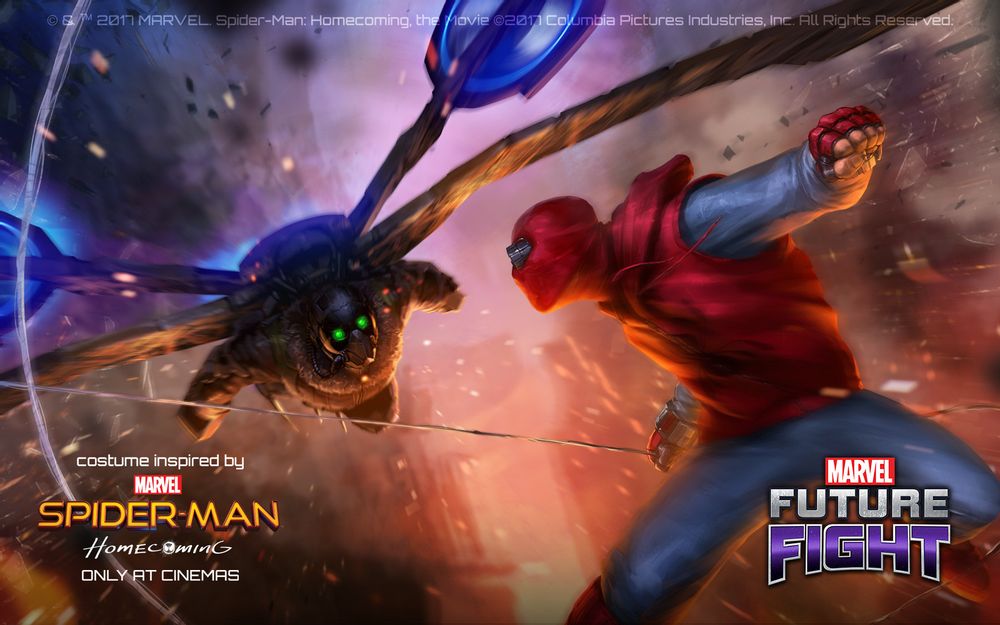 © & ™ 2017 MARVEL. Spider-Man: Homecoming, the Movie ©2017 Columbia Pictures Industries, Inc. All Rights Reserved.
costume inspired by
MARVEL
SPIDER-MAN
HOMECOMING
ONLY AT CINEMAS
MARVEL
FUTURE
FIGHT